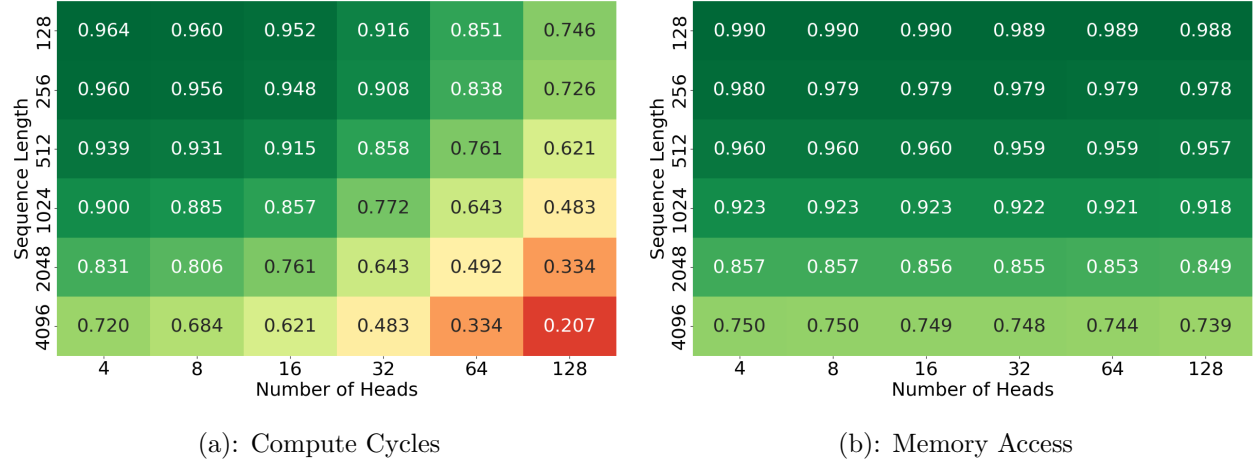 128 0.964 0.960 0.952 0.916 0.851 0.746
256 0.960 0.956 0.948 0.908 0.838 0.726
512 0.939 0.931 0.915 0.858 0.761 0.621
1024 0.900 0.885 0.857 0.772 0.643 0.483
2048 0.831 0.806 0.761 0.643 0.492 0.334
4096 0.720 0.684 0.621 0.483 0.334 0.207
4 8 16 32 64 128
Sequence Length
Number of Heads
(a): Compute Cycles
128 0.990 0.990 0.990 0.989 0.989 0.988
256 0.980 0.979 0.979 0.979 0.979 0.978
512 0.960 0.960 0.960 0.959 0.959 0.957
1024 0.923 0.923 0.923 0.922 0.921 0.918
2048 0.857 0.857 0.856 0.855 0.853 0.849
4096 0.750 0.750 0.749 0.748 0.744 0.739
4 8 16 32 64 128
Sequence Length
Number of Heads
(b): Memory Access